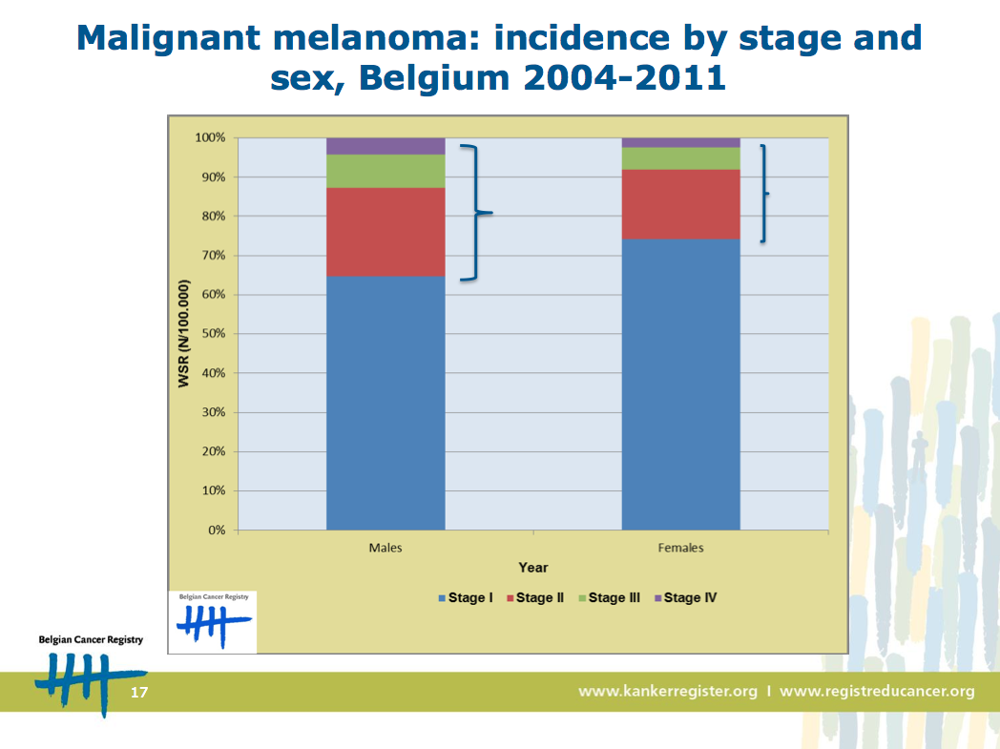 Malignant melanoma: incidence by stage and
sex, Belgium 2004-2011
100%
90%
80%
70%
60%
50%
40%
30%
20%
10%
0%
WSR (N/100.000)
Males Females
Year
Stage I Stage II Stage III Stage IV
Belgian Cancer Registry
Belgian Cancer Registry
17
www.kankerregister.org I www.registreducancer.org